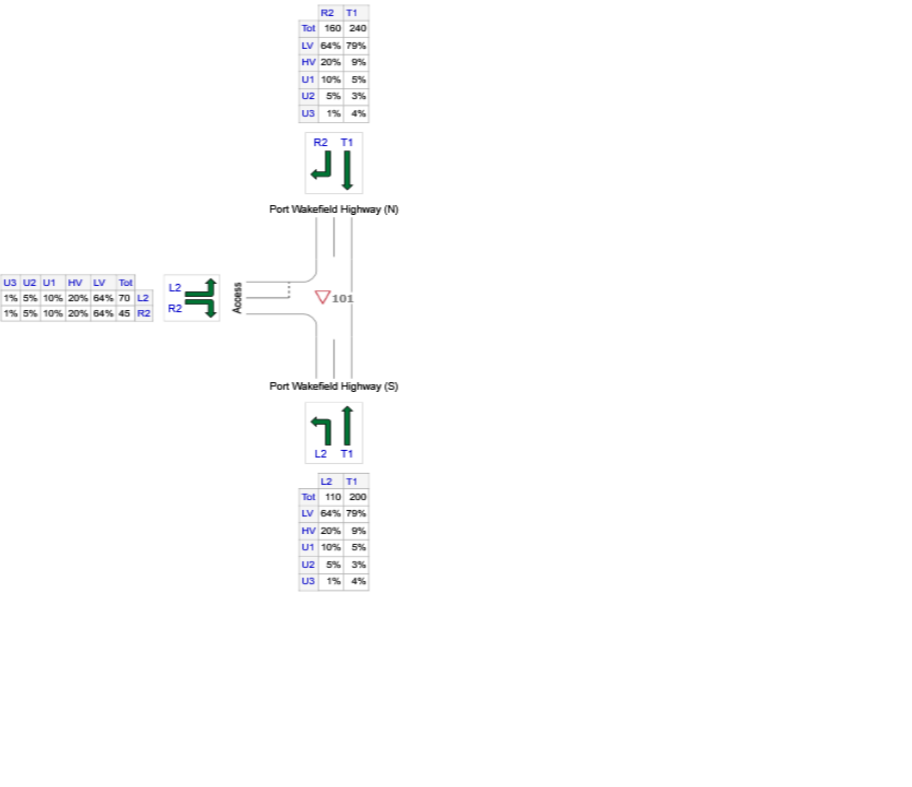 R2 T1
Tot 160 240
LV 64% 79%
HV 20% 9%
U1 10% 5%
U2 5% 3%
U3 1% 4%
R2 T1
Port Wakefield Highway (N)
U3 U2 U1 HV LV Tot
1% 5% 10% 20% 64% 70 L2
1% 5% 10% 20% 64% 45 R2
L2
R2
Access
101
Port Wakefield Highway (S)
L2 T1
L2 T1
Tot 110 200
LV 64% 79%
HV 20% 9%
U1 10% 5%
U2 5% 3%
U3 1% 4%